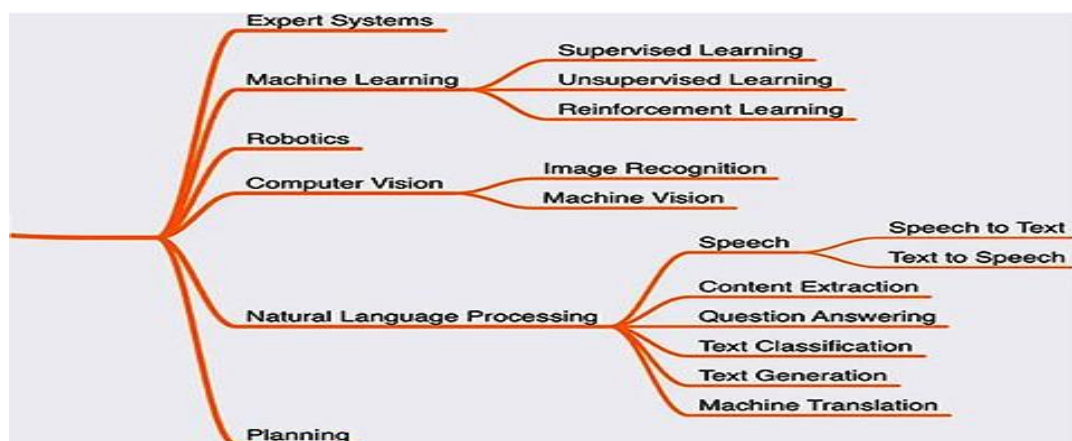 Expert Systems
Machine Learning
Supervised Learning
Unsupervised Learning
Reinforcement Learning
Robotics
Computer Vision
Image Recognition
Machine Vision
Natural Language Processing
Speech
Speech to Text
Text to Speech
Content Extraction
Question Answering
Text Classification
Text Generation
Machine Translation
Planning